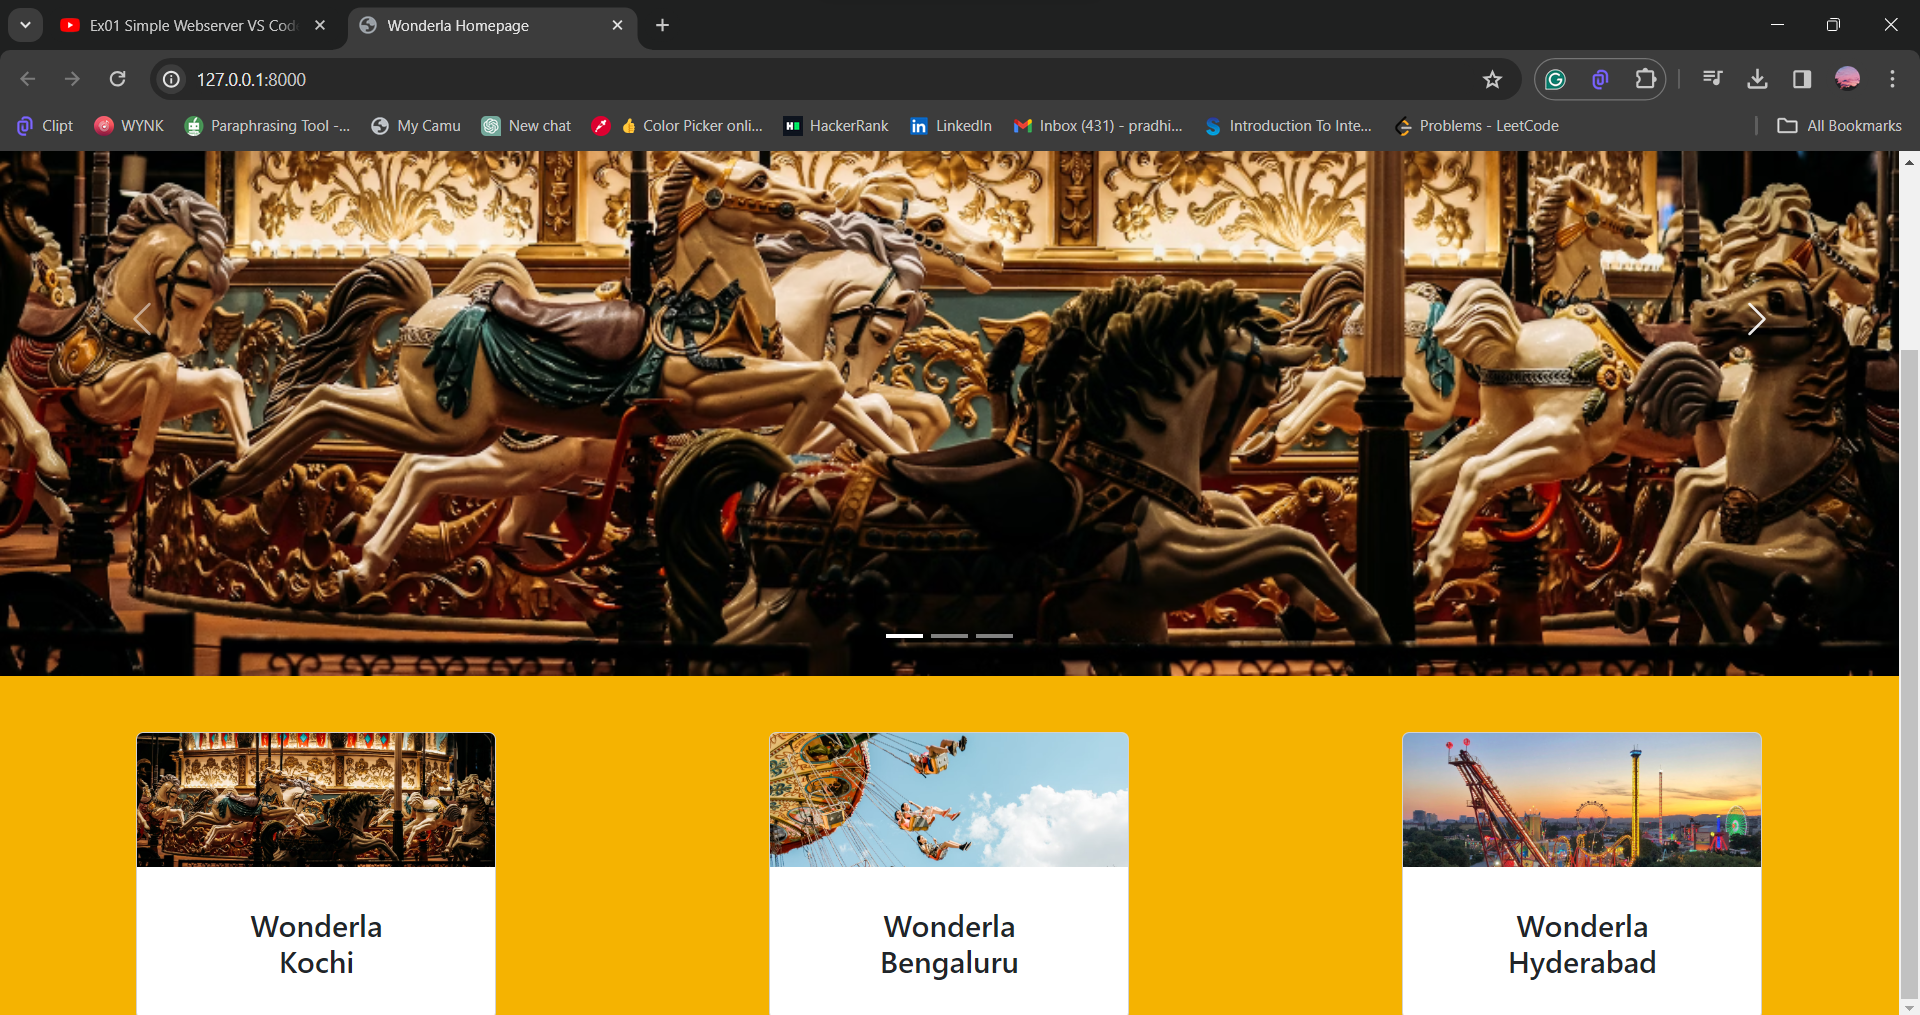 Ex01 Simple Webserver VS Cod
Wonderla Homepage
127.0.0.1:8000
Clipt
WYNK
Paraphrasing Tool -...
My Camu
New chat
👍 Color Picker onli...
HackerRank
LinkedIn
Inbox (431) - pradhi...
Introduction To Inte...
Problems - LeetCode
All Bookmarks
Wonderla
Kochi
Wonderla
Bengaluru
Wonderla
Hyderabad